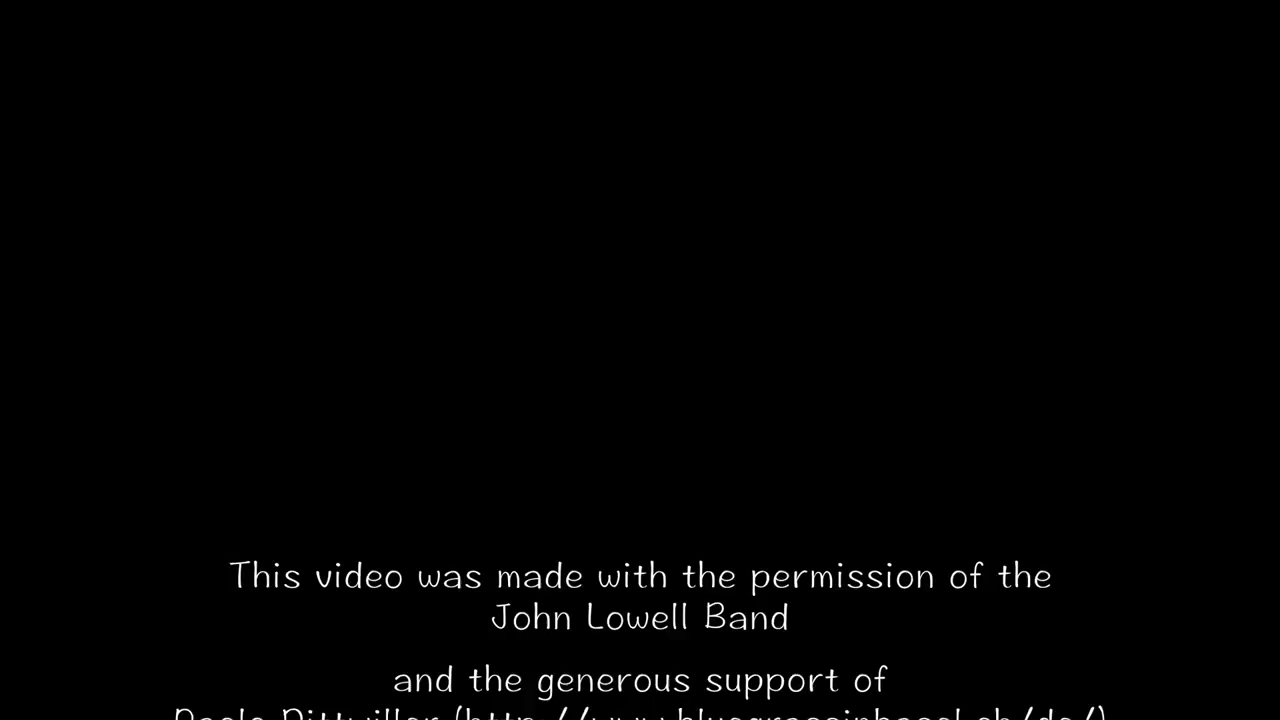 This video was made with the permission of the
John Lowell Band
and the generous support of